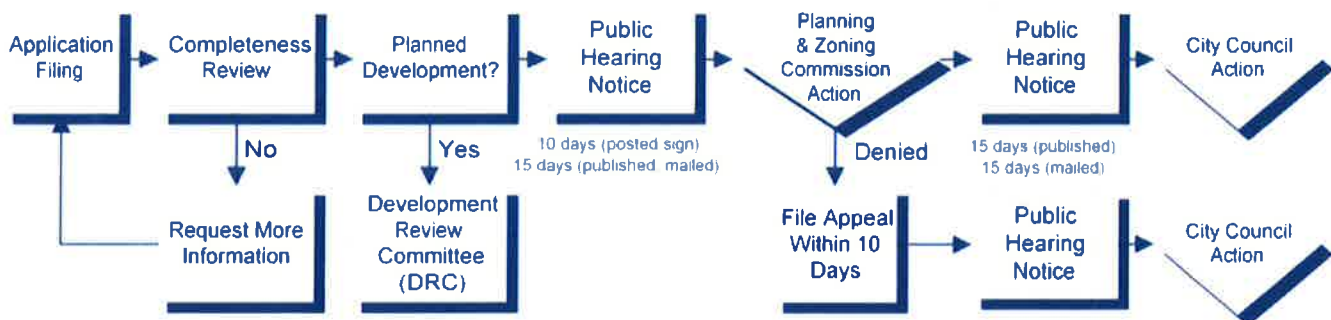 Application
Filing
Completeness
Review
Planned
Development?
Public
Hearing
Notice
Planning
& Zoning
Commission
Action
Public
Hearing
Notice
City Council
Action
10 days (posted sign)
15 days (published, mailed)
15 days (published)
15 days (mailed)
No
Yes
Denied
Request More
Information
Development
Review
Committee
(DRC)
File Appeal
Within 10
Days
Public
Hearing
Notice
City Council
Action